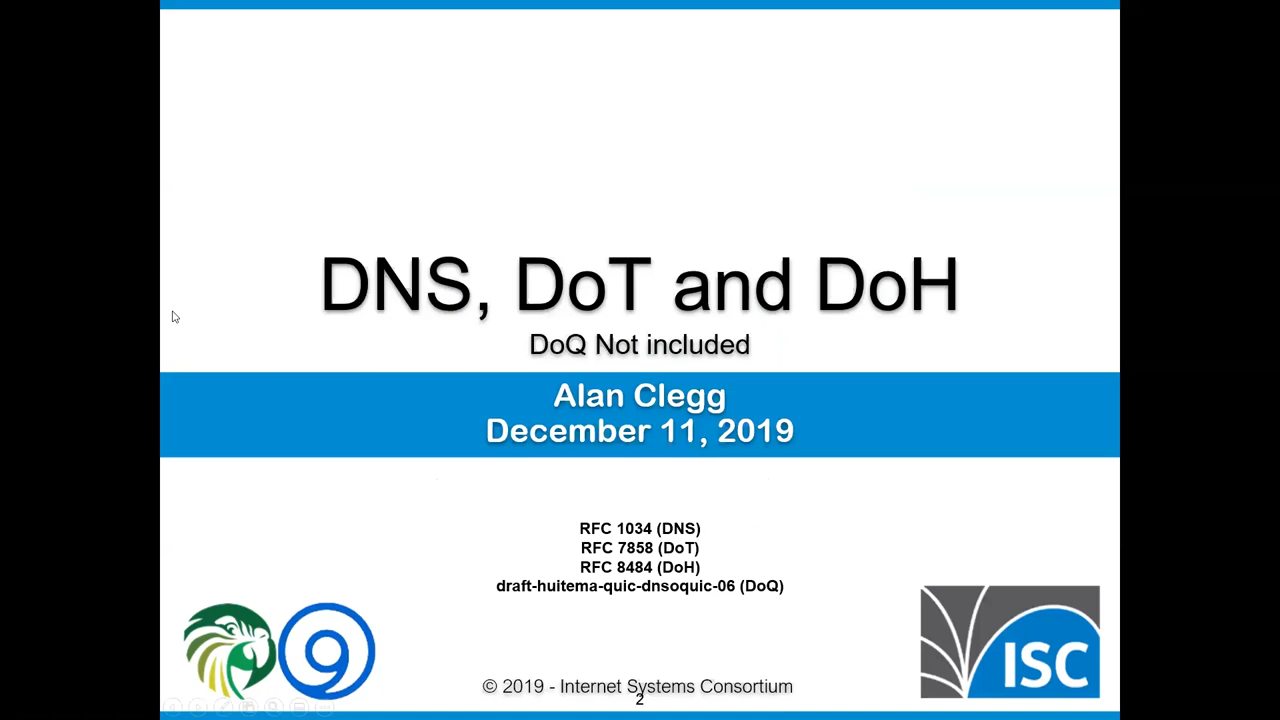 DNS, DoT and DoH
DoQ Not included
Alan Clegg
December 11, 2019
RFC 1034 (DNS)
RFC 7858 (DoT)
RFC 8484 (DoH)
draft-huitema-quic-dnsoquic-06 (DoQ)
9
ISC
© 2019 - Internet Systems Consortium
2